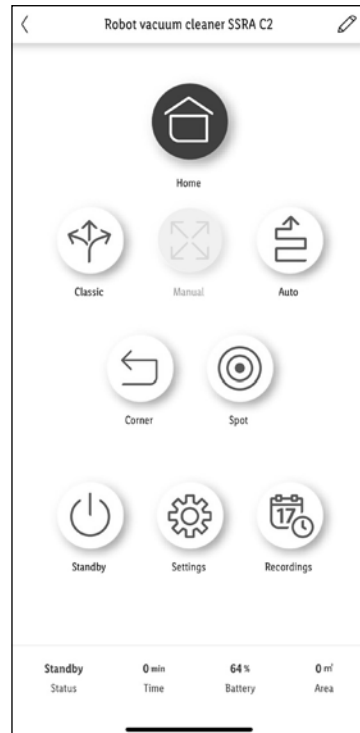 Robot vacuum cleaner SSRA C2
Home
Classic Manual Auto
Corner Spot
17
Standby Settings Recordings
Standby 0 min 64 % 0 ㎡
Status Time Battery Area